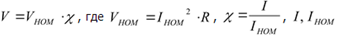 V = V_НОМ · χ, где V_НОМ = I_НОМ² · R, χ = I / I_НОМ, I, I_НОМ